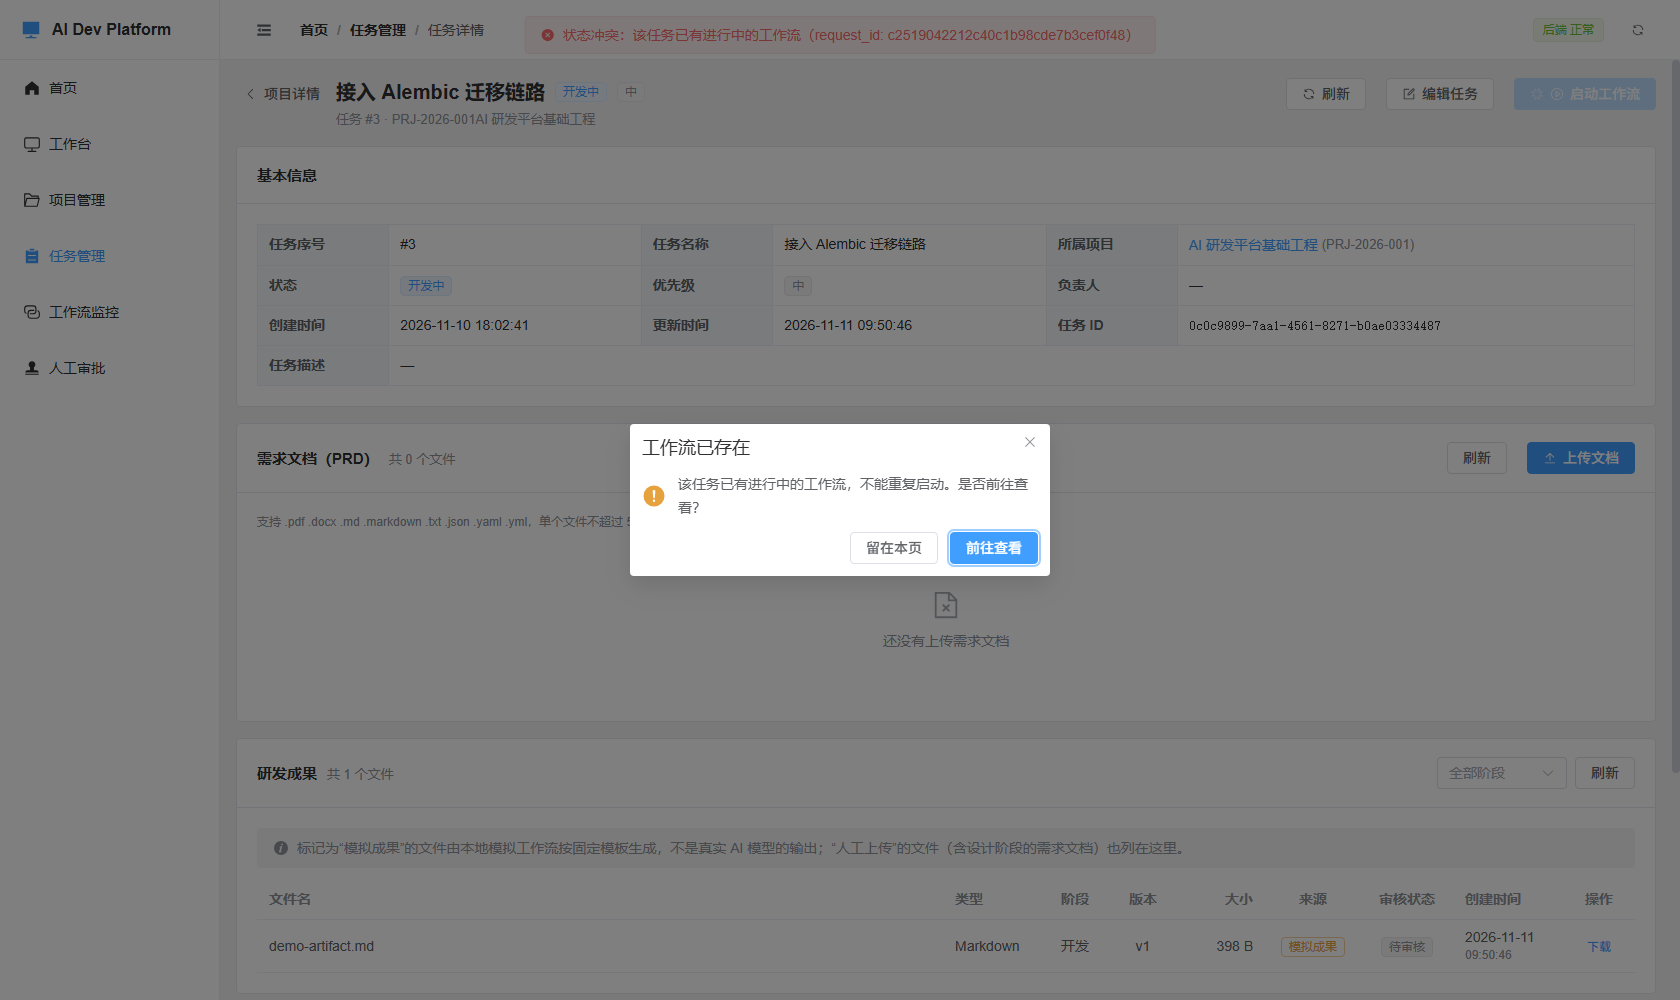 AI Dev Platform
首页 / 任务管理 / 任务详情
状态冲突：该任务已有进行中的工作流（request_id: c2519042212c40c1b98cde7b3cef0f48）
后端 正常
首页
工作台
项目管理
任务管理
工作流监控
人工审批
项目详情
接入 Alembic 迁移链路 开发中 中
任务 #3 · PRJ-2026-001AI 研发平台基础工程
刷新
编辑任务
启动工作流
基本信息
任务序号 #3 任务名称 接入 Alembic 迁移链路 所属项目 AI 研发平台基础工程 (PRJ-2026-001)
状态 开发中 优先级 中 负责人 —
创建时间 2026-11-10 18:02:41 更新时间 2026-11-11 09:50:46 任务 ID 0c0c9899-7aa1-4561-8271-b0ae03334487
任务描述 —
需求文档（PRD） 共 0 个文件
刷新
上传文档
支持 .pdf .docx .md .markdown .txt .json .yaml .yml，单个文件不超过
工作流已存在
该任务已有进行中的工作流，不能重复启动。是否前往查
看？
留在本页
前往查看
还没有上传需求文档
研发成果 共 1 个文件
全部阶段
刷新
标记为“模拟成果”的文件由本地模拟工作流按固定模板生成，不是真实 AI 模型的输出；“人工上传”的文件（含设计阶段的需求文档）也列在这里。
文件名 类型 阶段 版本 大小 来源 审核状态 创建时间 操作
demo-artifact.md Markdown 开发 v1 398 B 模拟成果 待审核 2026-11-11 下载
09:50:46